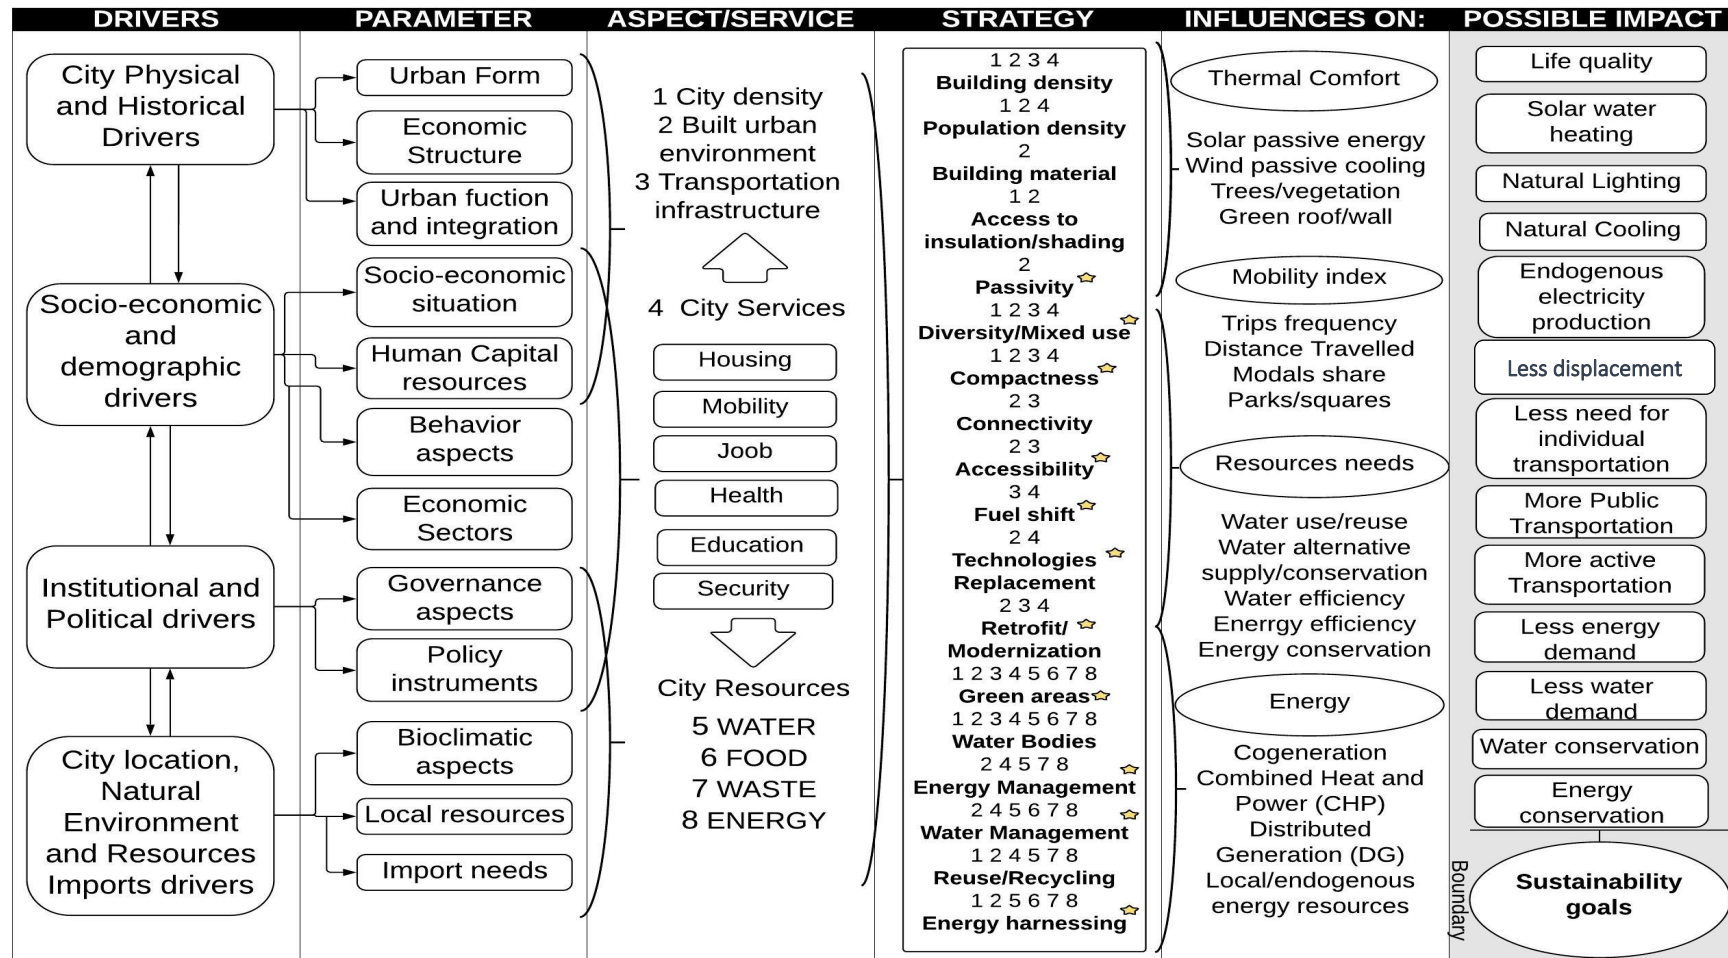 DRIVERS
PARAMETER
ASPECT/SERVICE
STRATEGY
INFLUENCES ON:
POSSIBLE IMPACT
City Physical
and Historical
Drivers
Socio-economic
and
demographic
drivers
Institutional and
Political drivers
City location,
Natural
Environment
and Resources
Imports drivers
Urban Form
Economic
Structure
Urban fuction
and integration
Socio-economic
situation
Human Capital
resources
Behavior
aspects
Economic
Sectors
Governance
aspects
Policy
instruments
Bioclimatic
aspects
Local resources
Import needs
1 City density
2 Built urban
environment
3 Transportation
infrastructure
4 City Services
Housing
Mobility
Joob
Health
Education
Security
City Resources
5 WATER
6 FOOD
7 WASTE
8 ENERGY
1 2 3 4
Building density
1 2 4
Population density
2
Building material
1 2
Access to
insulation/shading
2
Passivity
1 2 3 4
Diversity/Mixed use
1 2 3 4
Compactness
2 3
Connectivity
2 3
Accessibility
3 4
Fuel shift
2 4
Technologies
Replacement
2 3 4
Retrofit/
Modernization
1 2 3 4 5 6 7 8
Green areas
1 2 3 4 5 6 7 8
Water Bodies
2 4 5 7 8
Energy Management
2 4 5 6 7 8
Water Management
1 2 4 5 7 8
Reuse/Recycling
1 2 5 6 7 8
Energy harnessing
Thermal Comfort
Solar passive energy
Wind passive cooling
Trees/vegetation
Green roof/wall
Mobility index
Trips frequency
Distance Travelled
Modals share
Parks/squares
Resources needs
Water use/reuse
Water alternative
supply/conservation
Water efficiency
Enerrgy efficiency
Energy conservation
Energy
Cogeneration
Combined Heat and
Power (CHP)
Distributed
Generation (DG)
Local/endogenous
energy resources
Life quality
Solar water
heating
Natural Lighting
Natural Cooling
Endogenous
electricity
production
Less displacement
Less need for
individual
transportation
More Public
Transportation
More active
Transportation
Less energy
demand
Less water
demand
Water conservation
Energy
conservation
Boundary
Sustainability
goals